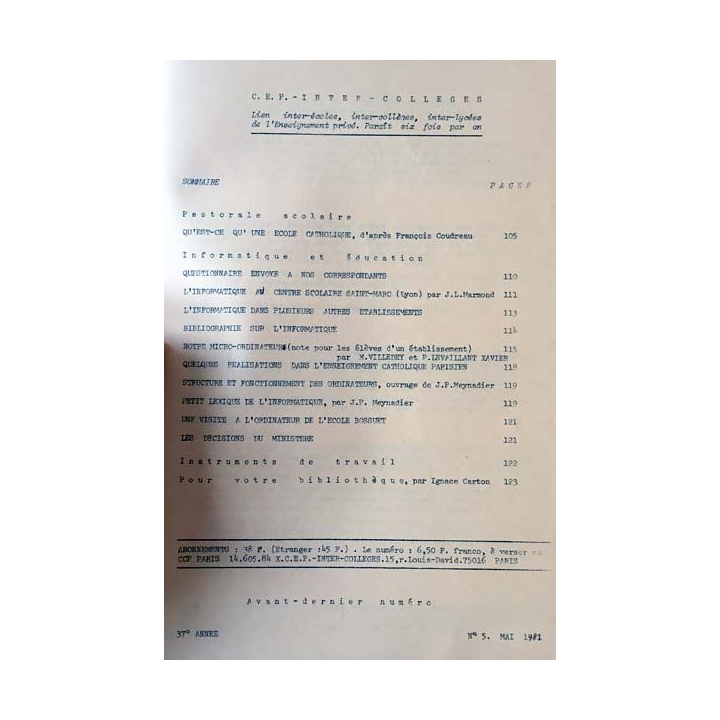 C.E.P.-INTER-COLLEGES
Lien inter-écoles, inter-collèges, inter-lycées
de l'Enseignement privé. Paraît six fois par an
SOMMAIRE PAGES
Pastorale scolaire
QU'EST-CE QU'UNE ECOLE CATHOLIQUE, d'après François Coudreau 105
Informatique et éducation
QUESTIONNAIRE ENVOYE A NOS CORRESPONDANTS 110
L'INFORMATIQUE AU CENTRE SCOLAIRE SAINT-MARC (Lyon) par J.L.Marmond 111
L'INFORMATIQUE DANS PLUSIEURS AUTRES ETABLISSEMENTS 113
BIBLIOGRAPHIE SUR L'INFORMATIQUE 114
NOTRE MICRO-ORDINATEUR (note pour les élèves d'un établissement) 115
par M.VILLEDEY et P.LEVAILLANT XAVIER
QUELQUES REALISATIONS DANS L'ENSEIGNEMENT CATHOLIQUE PARISIEN 118
STRUCTURE ET FONCTIONNEMENT DES ORDINATEURS, ouvrage de J.P.Meynadier 119
PETIT LEXIQUE DE L'INFORMATIQUE, par J.P. Meynadier 119
UNE VISITE A L'ORDINATEUR DE L'ECOLE BOSSUET 121
LES DECISIONS DU MINISTERE 121
Instruments de travail 122
Pour votre bibliothèque, par Ignace Carton 123
ABONNEMENTS : 38 F. (Etranger :45 F.) . Le numéro : 6,50 F. franco, à verser
CCP PARIS 14.605.84 X.C.E.P.-INTER-COLLEGES.15,r.Louis-David.75016 PARIS
Avant-dernier numéro
37° ANNEE N° 5. MAI 1981